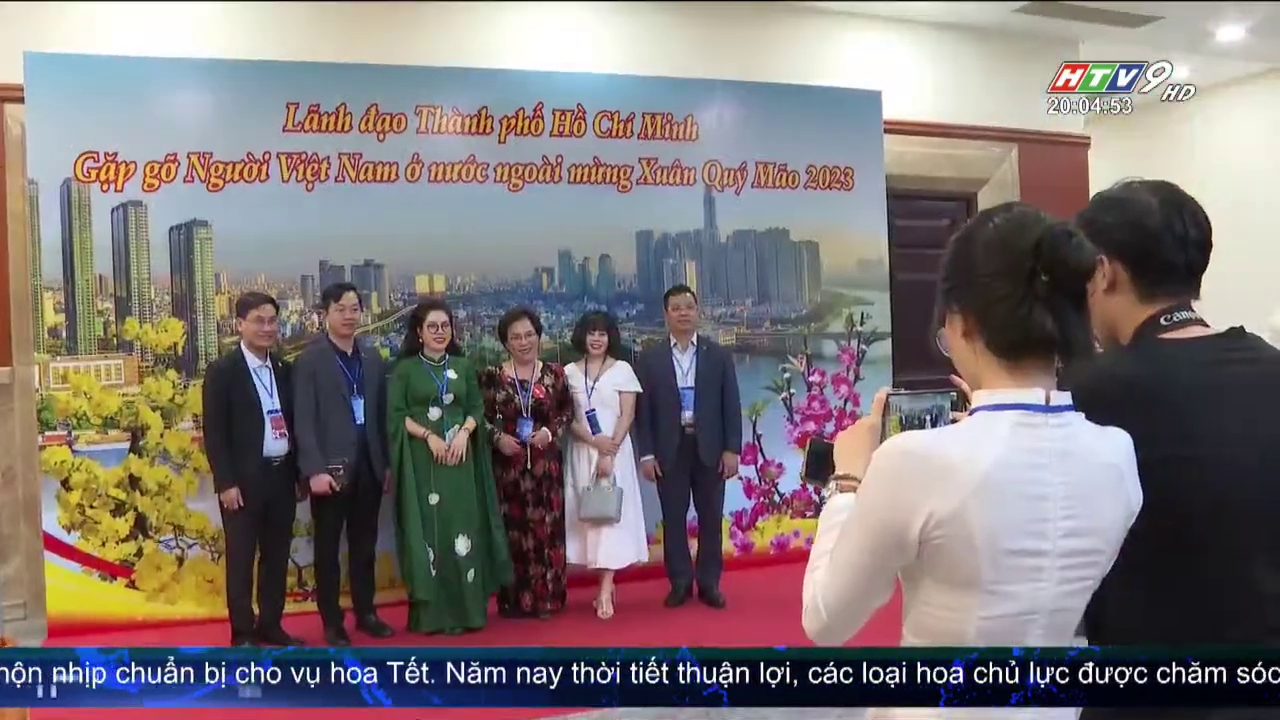 HTV9 HD
20:04:53
Lãnh đạo Thành phố Hồ Chí Minh
Gặp gỡ Người Việt Nam ở nước ngoài mừng Xuân Quý Mão 2023
Canon
nhịp chuẩn bị cho vụ hoa Tết. Năm nay thời tiết thuận lợi, các loại hoa chủ lực được chăm sóc